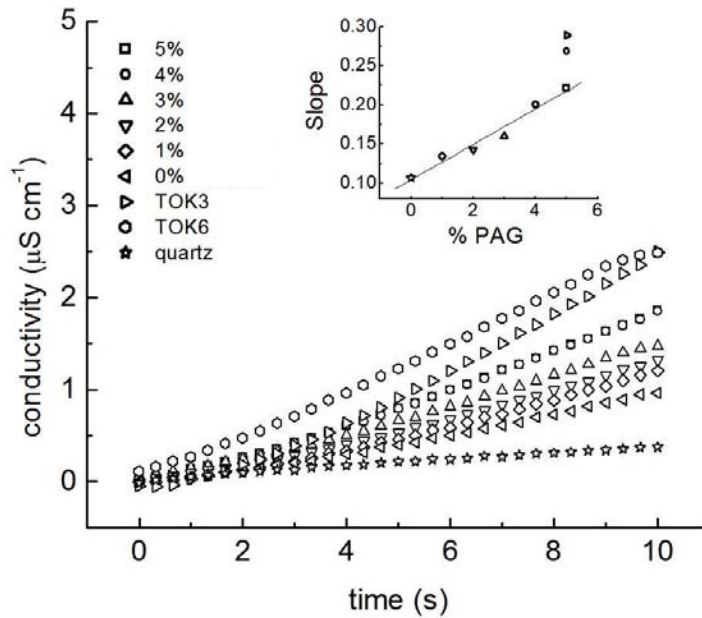 5
4
3
2
1
0
conductivity (μS cm⁻¹)
5%
4%
3%
2%
1%
0%
TOK3
TOK6
quartz
0.30
0.25
0.20
0.15
0.10
Slope
0 2 4 6
% PAG
0 2 4 6 8 10
time (s)